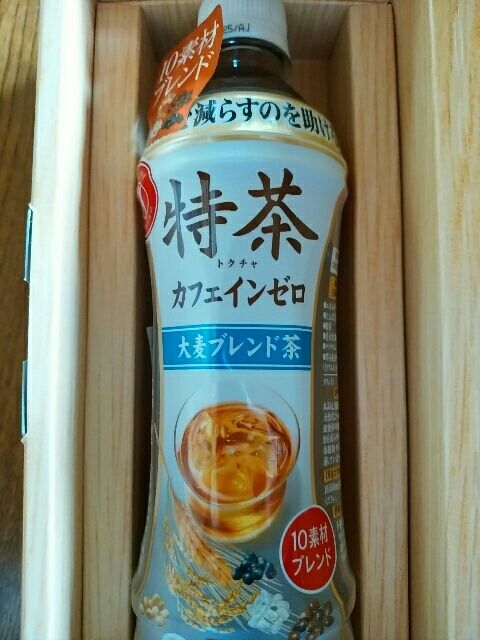 25/AJ
10素材
ブレンド
減らすのを助け
特茶
トクチャ
カフェインゼロ
大麦ブレンド茶
10素材
ブレンド